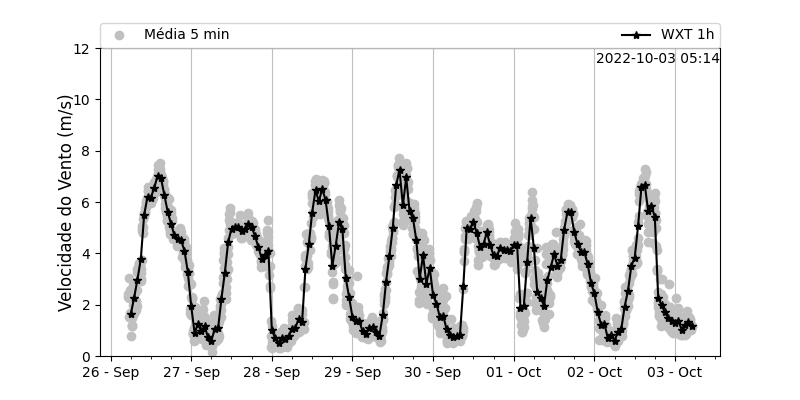 Média 5 min
WXT 1h
2022-10-03 05:14
Velocidade do Vento (m/s)
12
10
8
6
4
2
0
26 - Sep
27 - Sep
28 - Sep
29 - Sep
30 - Sep
01 - Oct
02 - Oct
03 - Oct